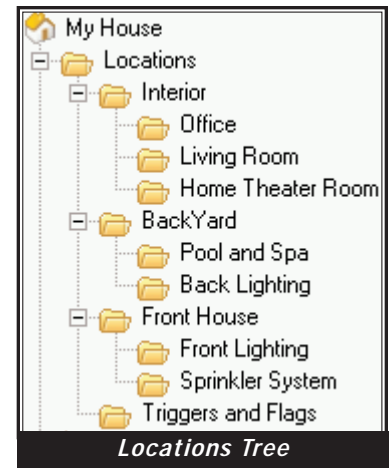 My House
Locations
Interior
Office
Living Room
Home Theater Room
BackYard
Pool and Spa
Back Lighting
Front House
Front Lighting
Sprinkler System
Triggers and Flags
Locations Tree